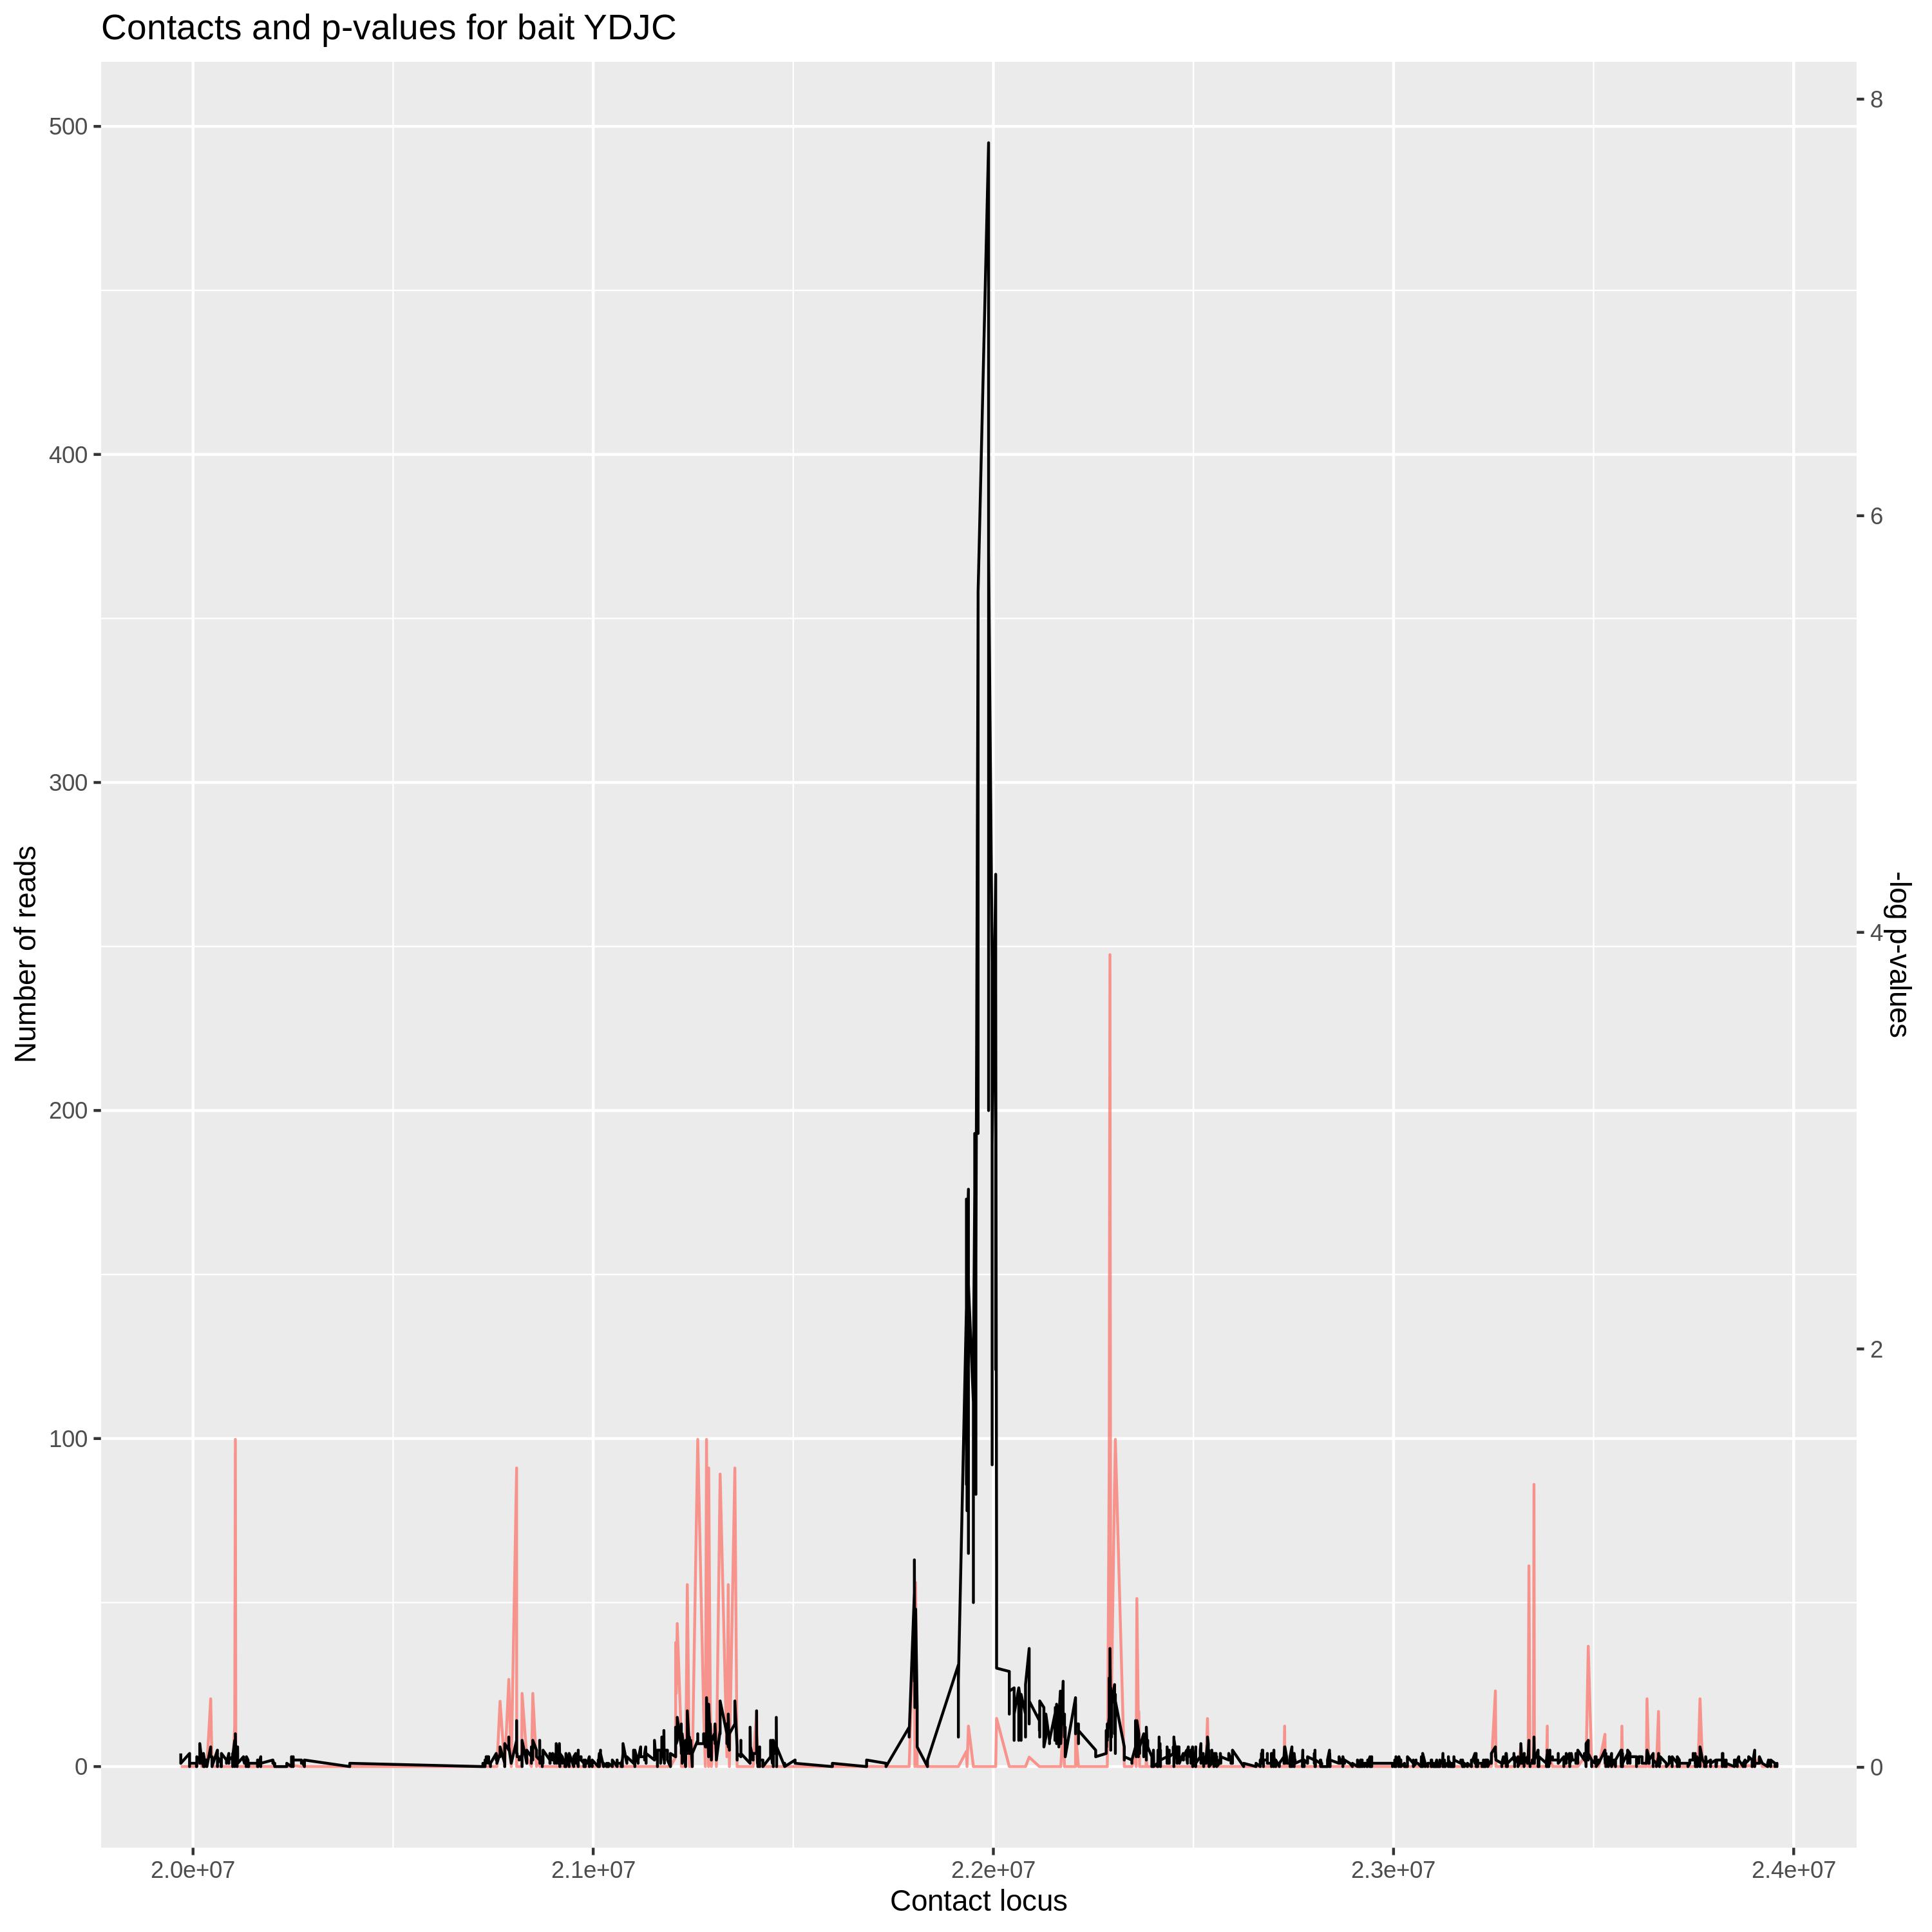 Contacts and p-values for bait YDJC
500
400
300
200
100
0
Number of reads
8
6
4
2
0
-log p-values
2.0e+07
2.1e+07
2.2e+07
2.3e+07
2.4e+07
Contact locus